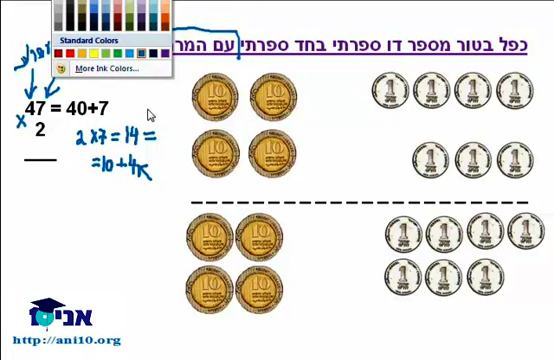 כפל בטור מספר דו ספרתי בחד ספרתי עם המר
Standard Colors
More Ink Colors...
47 = 40+7
x
2
2 x 7 = 14 =
= 10 + 4
10 10
10 10
10 10
10 10
1 1 1 1
1 1 1
1 1 1 1
1 1 1
אני10
http://ani10.org